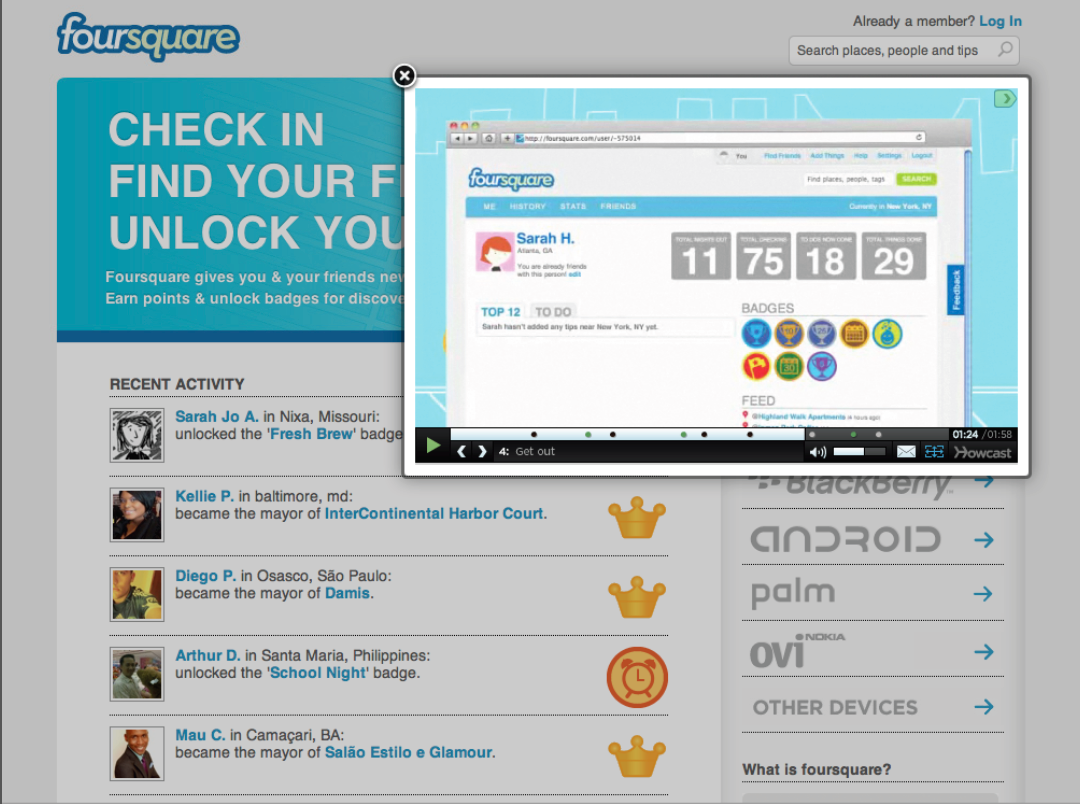 foursquare
Already a member? Log In
Search places, people and tips
CHECK IN
FIND YOUR F
UNLOCK YOU
Foursquare gives you & your friends new
Earn points & unlock badges for discove
http://foursquare.com/user/-575014
You Find Friends Add Things Help Settings Logout
foursquare
Find places, people, tags SEARCH
ME HISTORY STATS FRIENDS Currently in New York, NY
Sarah H.
Atlanta, GA
You are already friends
with this person! edit
TOTAL NIGHTS OUT
11
75
18
TOTAL THINGS DONE
29
Feedback
TOP 12 TO DO
Sarah hasn't added any tips near New York, NY yet.
BADGES
30
FEED
@Highland Walk Apartments
01:24 /01:58
4: Get out
Howcast
RECENT ACTIVITY
Sarah Jo A. in Nixa, Missouri:
unlocked the 'Fresh Brew' badge
Kellie P. in baltimore, md:
became the mayor of InterContinental Harbor Court.
Diego P. in Osasco, São Paulo:
became the mayor of Damis.
Arthur D. in Santa Maria, Philippines:
unlocked the 'School Night' badge.
Mau C. in Camaçari, BA:
became the mayor of Salão Estilo e Glamour.
BlackBerry
ANDROID
palm
ovi NOKIA
OTHER DEVICES
What is foursquare?